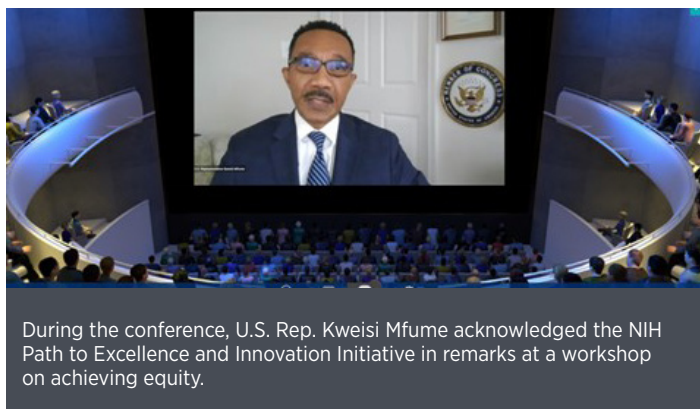 During the conference, U.S. Rep. Kweisi Mfume acknowledged the NIH
Path to Excellence and Innovation Initiative in remarks at a workshop
on achieving equity.